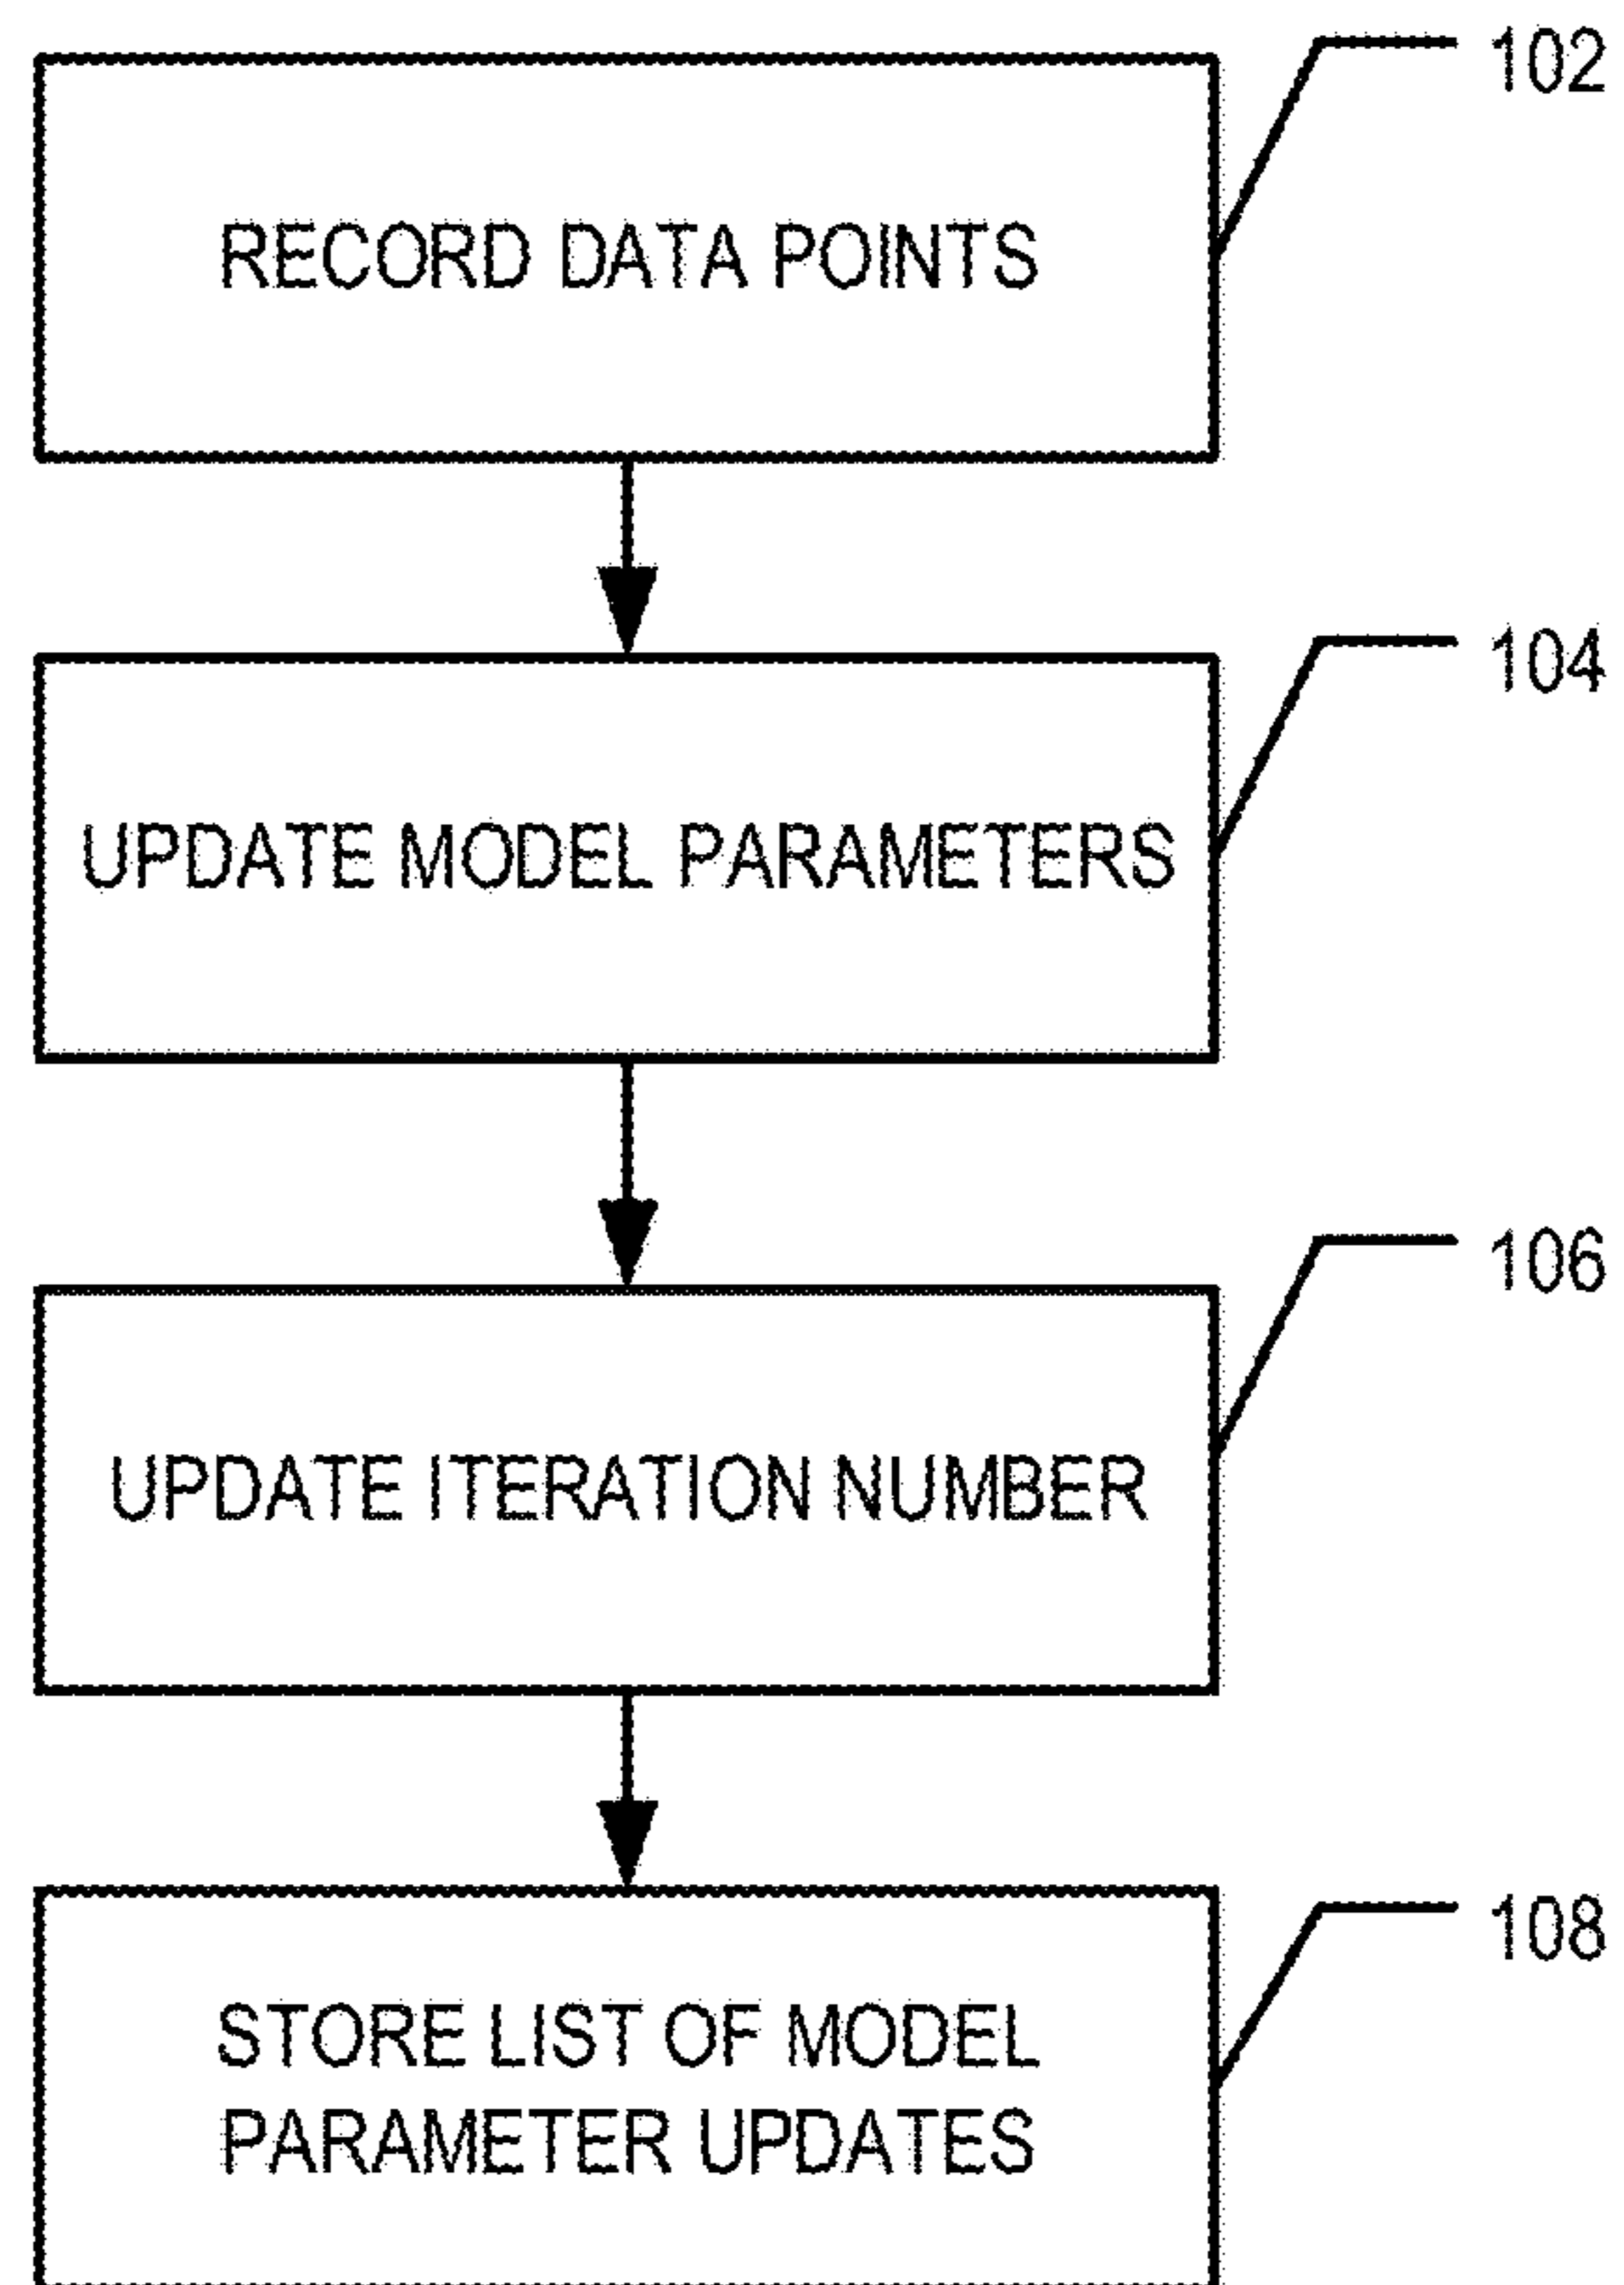 102
RECORD DATA POINTS
104
UPDATE MODEL PARAMETERS
106
UPDATE ITERATION NUMBER
108
STORE LIST OF MODEL
PARAMETER UPDATES